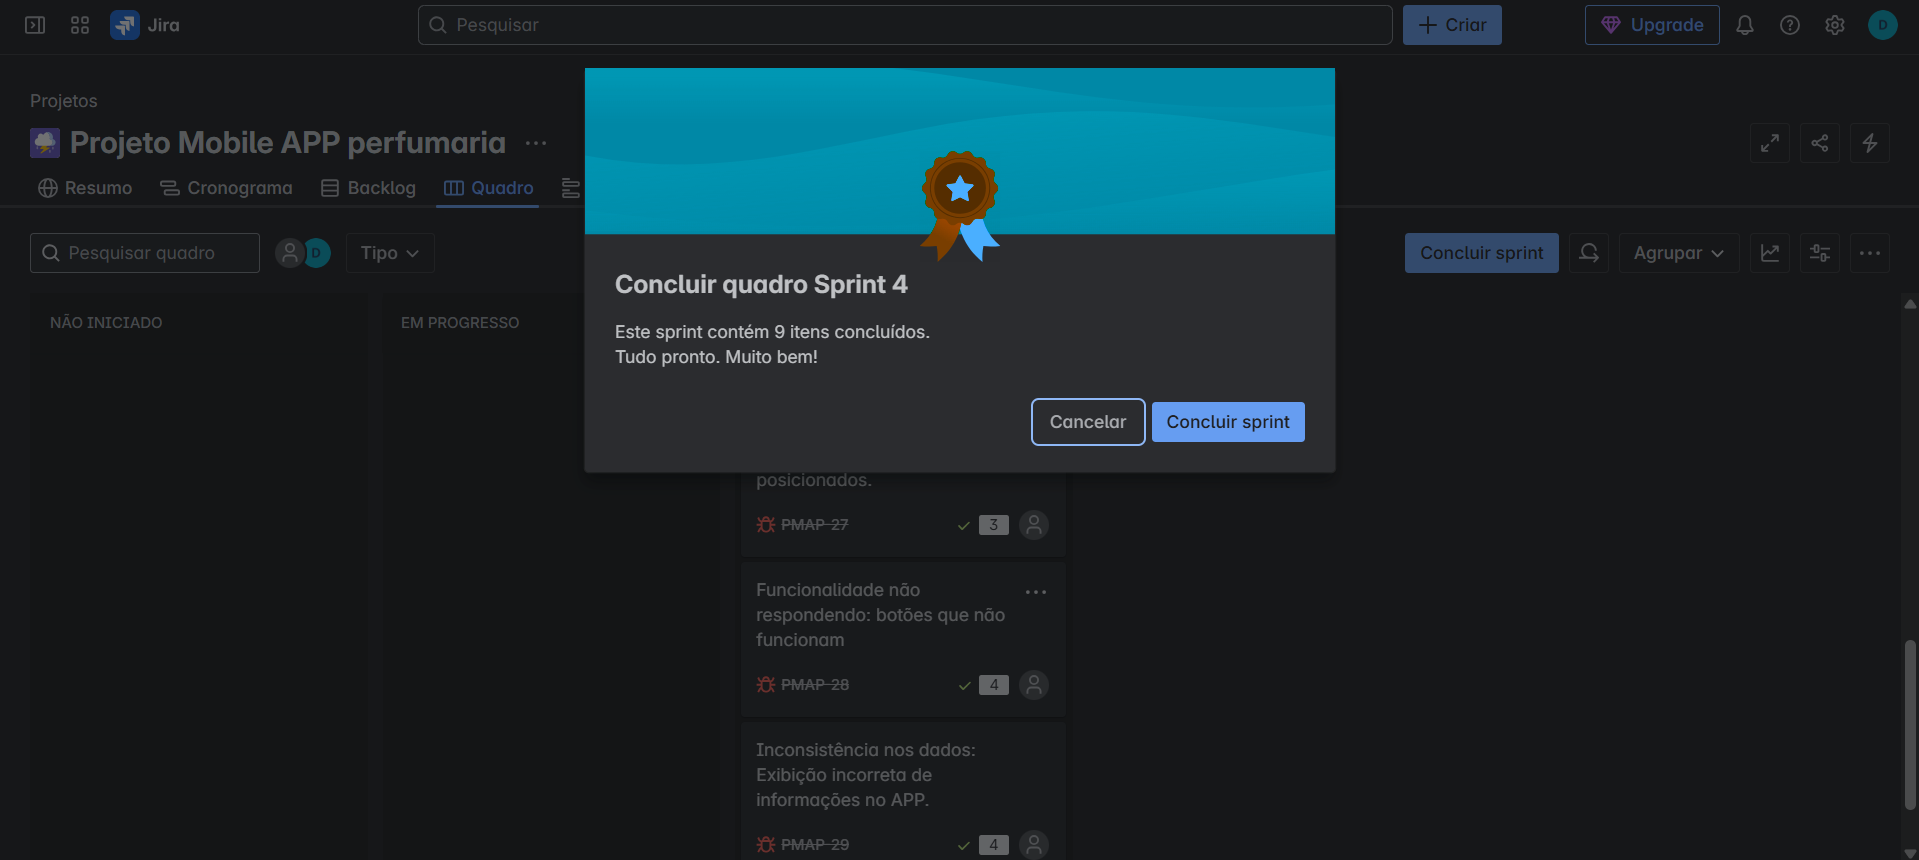 Jira
Pesquisar
Criar
Upgrade
D
Projetos
Projeto Mobile APP perfumaria
Resumo
Cronograma
Backlog
Quadro
Pesquisar quadro
D
Tipo
Concluir sprint
Agrupar
NÃO INICIADO
EM PROGRESSO
Concluir quadro Sprint 4
Este sprint contém 9 itens concluídos.
Tudo pronto. Muito bem!
Cancelar
Concluir sprint
posicionados.
PMAP-27
3
Funcionalidade não
respondendo: botões que não
funcionam
PMAP-28
4
Inconsistência nos dados:
Exibição incorreta de
informações no APP.
PMAP-29
4